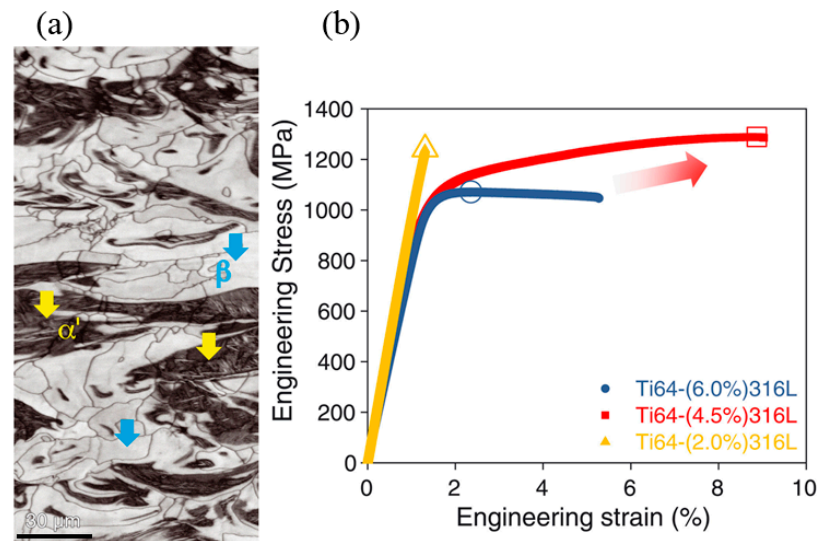 (a)
(b)
β
α'
30 μm
1400
1200
1000
800
600
400
200
0
Engineering Stress (MPa)
Ti64-(6.0%)316L
Ti64-(4.5%)316L
Ti64-(2.0%)316L
0 2 4 6 8 10
Engineering strain (%)